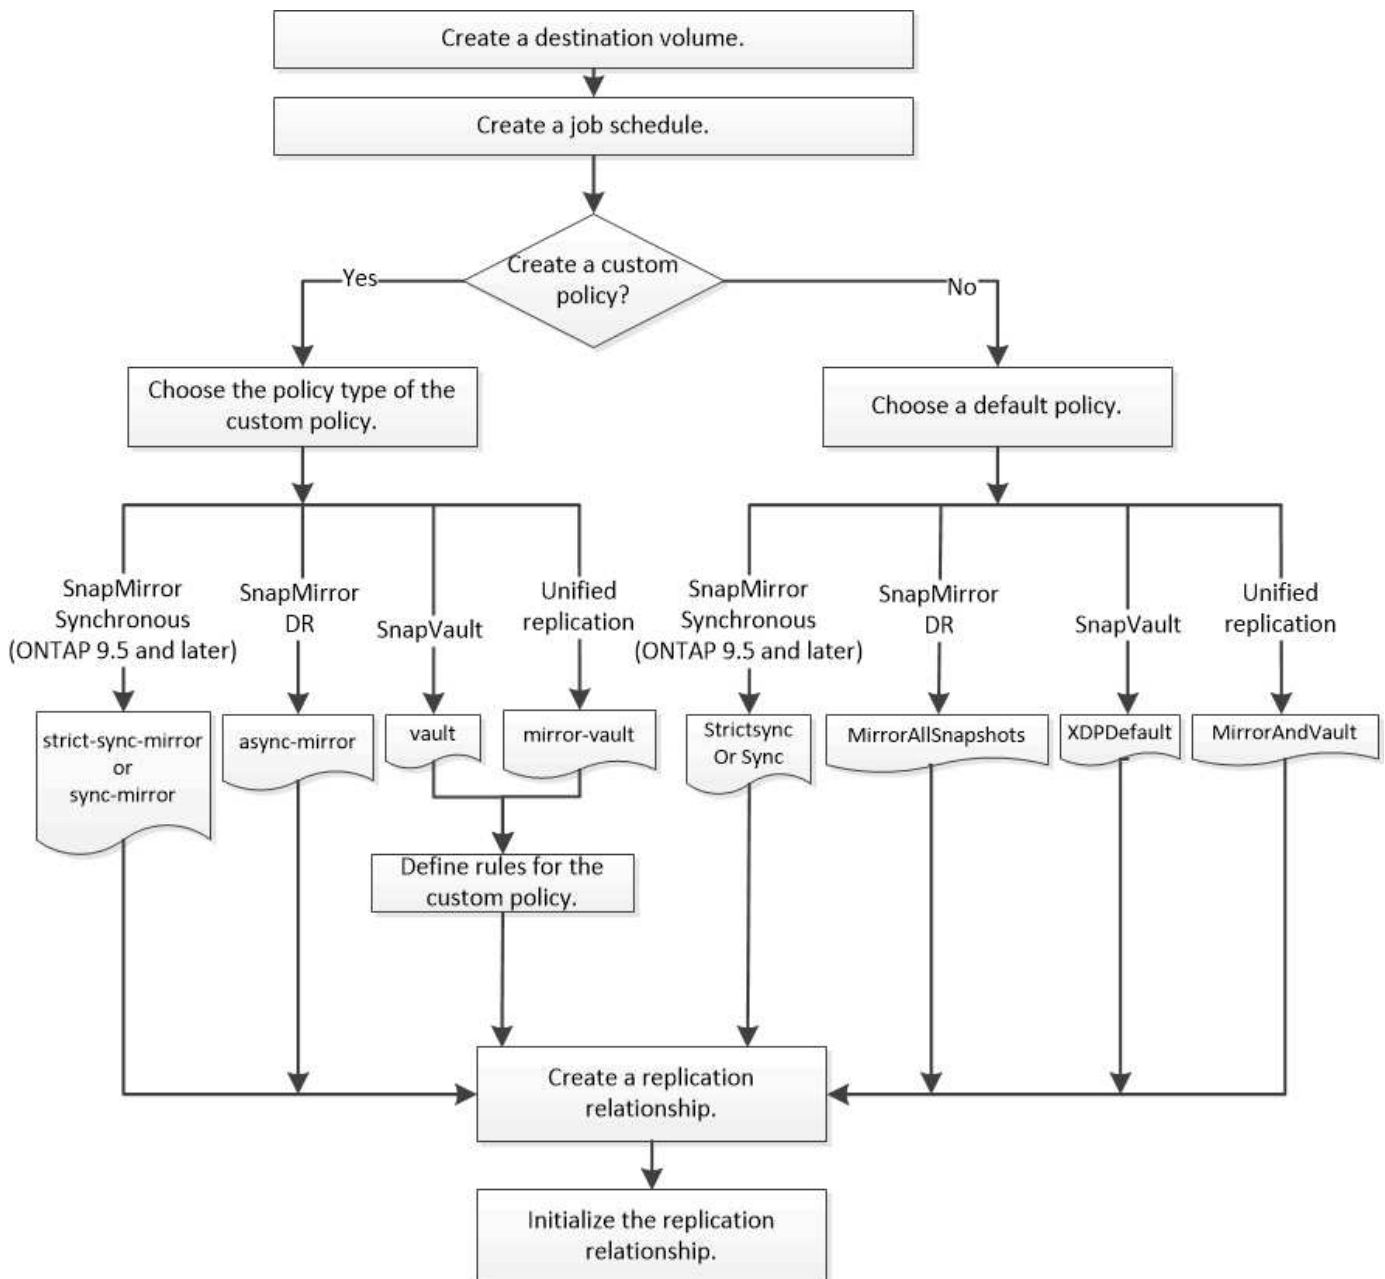 Create a destination volume.
Create a job schedule.
Create a custom
policy?
Yes
No
Choose the policy type of the
custom policy.
Choose a default policy.
SnapMirror
Synchronous
(ONTAP 9.5 and later)
SnapMirror
DR
SnapVault
Unified
replication
SnapMirror
Synchronous
(ONTAP 9.5 and later)
SnapMirror
DR
SnapVault
Unified
replication
strict-sync-mirror
or
sync-mirror
async-mirror
vault
mirror-vault
Strictsync
Or Sync
MirrorAllSnapshots
XDPDefault
MirrorAndVault
Define rules for the
custom policy.
Create a replication
relationship.
Initialize the replication
relationship.